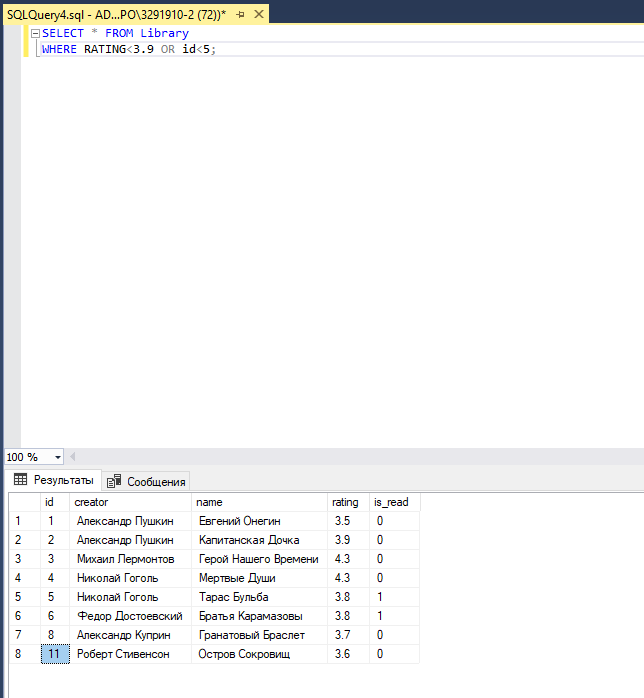 SQLQuery4.sql - AD...PO\3291910-2 (72))*
SELECT * FROM Library
WHERE RATING<3.9 OR id<5;
100 %
Результаты Сообщения
id creator name rating is_read
1 1 Александр Пушкин Евгений Онегин 3.5 0
2 2 Александр Пушкин Капитанская Дочка 3.9 0
3 3 Михаил Лермонтов Герой Нашего Времени 4.3 0
4 4 Николай Гоголь Мертвые Души 4.3 0
5 5 Николай Гоголь Тарас Бульба 3.8 1
6 6 Федор Достоевский Братья Карамазовы 3.8 1
7 8 Александр Куприн Гранатовый Браслет 3.7 0
8 11 Роберт Стивенсон Остров Сокровищ 3.6 0